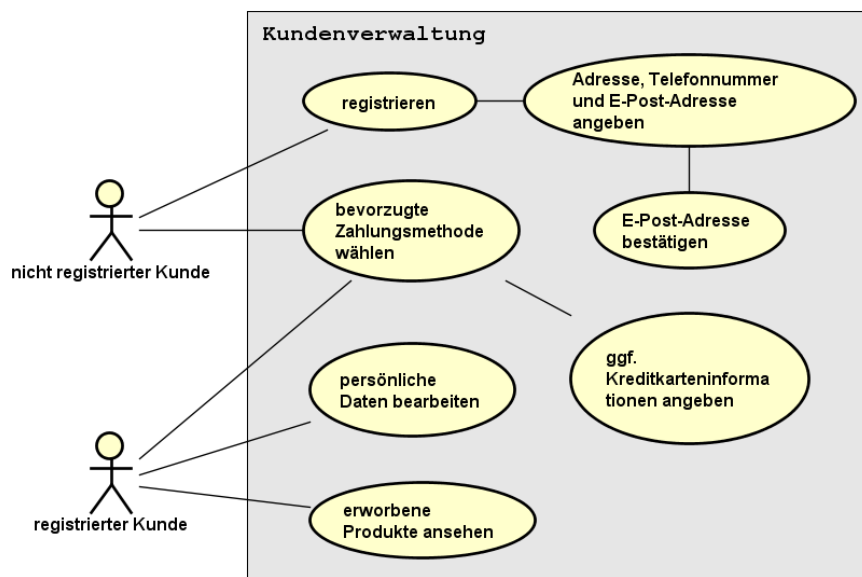 Kundenverwaltung
registrieren
Adresse, Telefonnummer
und E-Post-Adresse
angeben
bevorzugte
Zahlungsmethode
wählen
E-Post-Adresse
bestätigen
nicht registrierter Kunde
persönliche
Daten bearbeiten
ggf.
Kreditkarteninforma
tionen angeben
registrierter Kunde
erworbene
Produkte ansehen